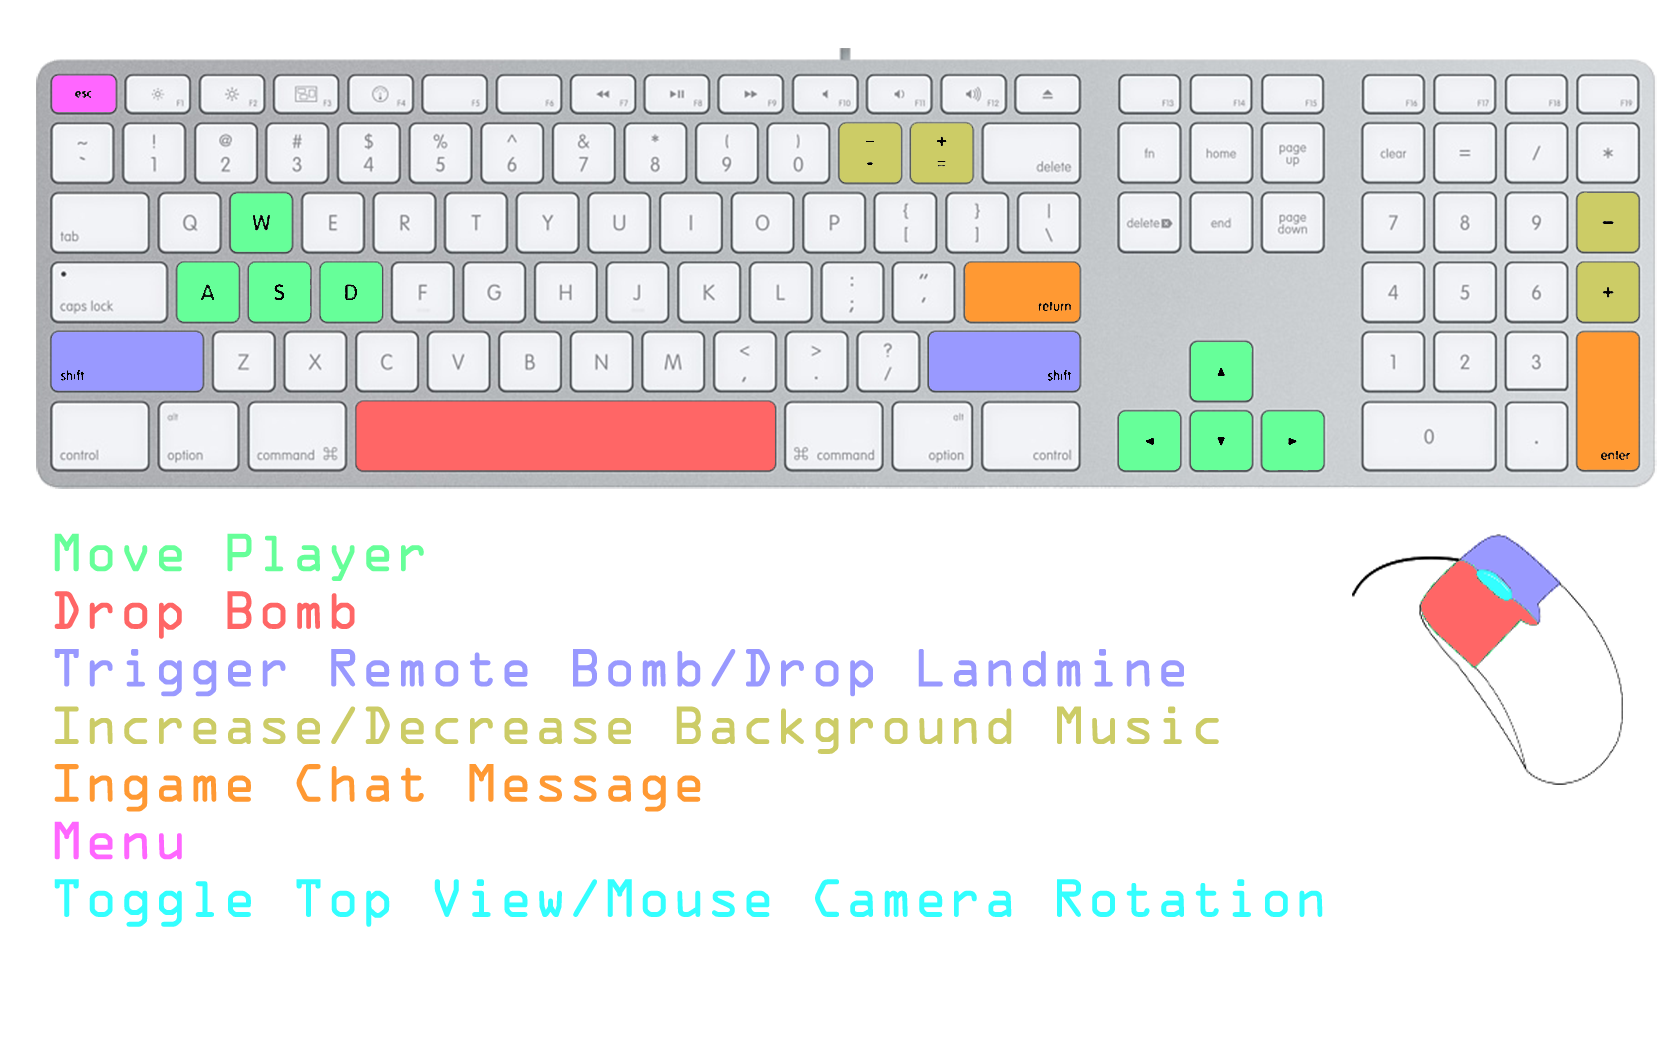 esc F1 F2 F3 F4 F5 F6 F7 F8 F9 F10 F11 F12 F13 F14 F15 F16 F17 F18 F19
~ ` ! 1 @ 2 # 3 $ 4 % 5 ^ 6 & 7 * 8 ( 9 ) 0 – - + = delete fn home page up clear = / *
tab Q W E R T Y U I O P { [ } ] | \ delete end page down 7 8 9 –
caps lock A S D F G H J K L : ; " ' return 4 5 6 +
shift Z X C V B N M < , > . ? / shift ▲ 1 2 3
control alt option command ⌘ ⌘ command alt option control ◄ ▼ ► 0 . enter
Move Player
Drop Bomb
Trigger Remote Bomb/Drop Landmine
Increase/Decrease Background Music
Ingame Chat Message
Menu
Toggle Top View/Mouse Camera Rotation